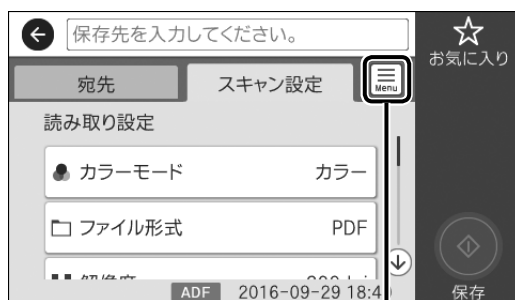 保存先を入力してください。
お気に入り
宛先
スキャン設定
Menu
読み取り設定
カラーモード
カラー
ファイル形式
PDF
ADF 2016-09-29 18:4
保存